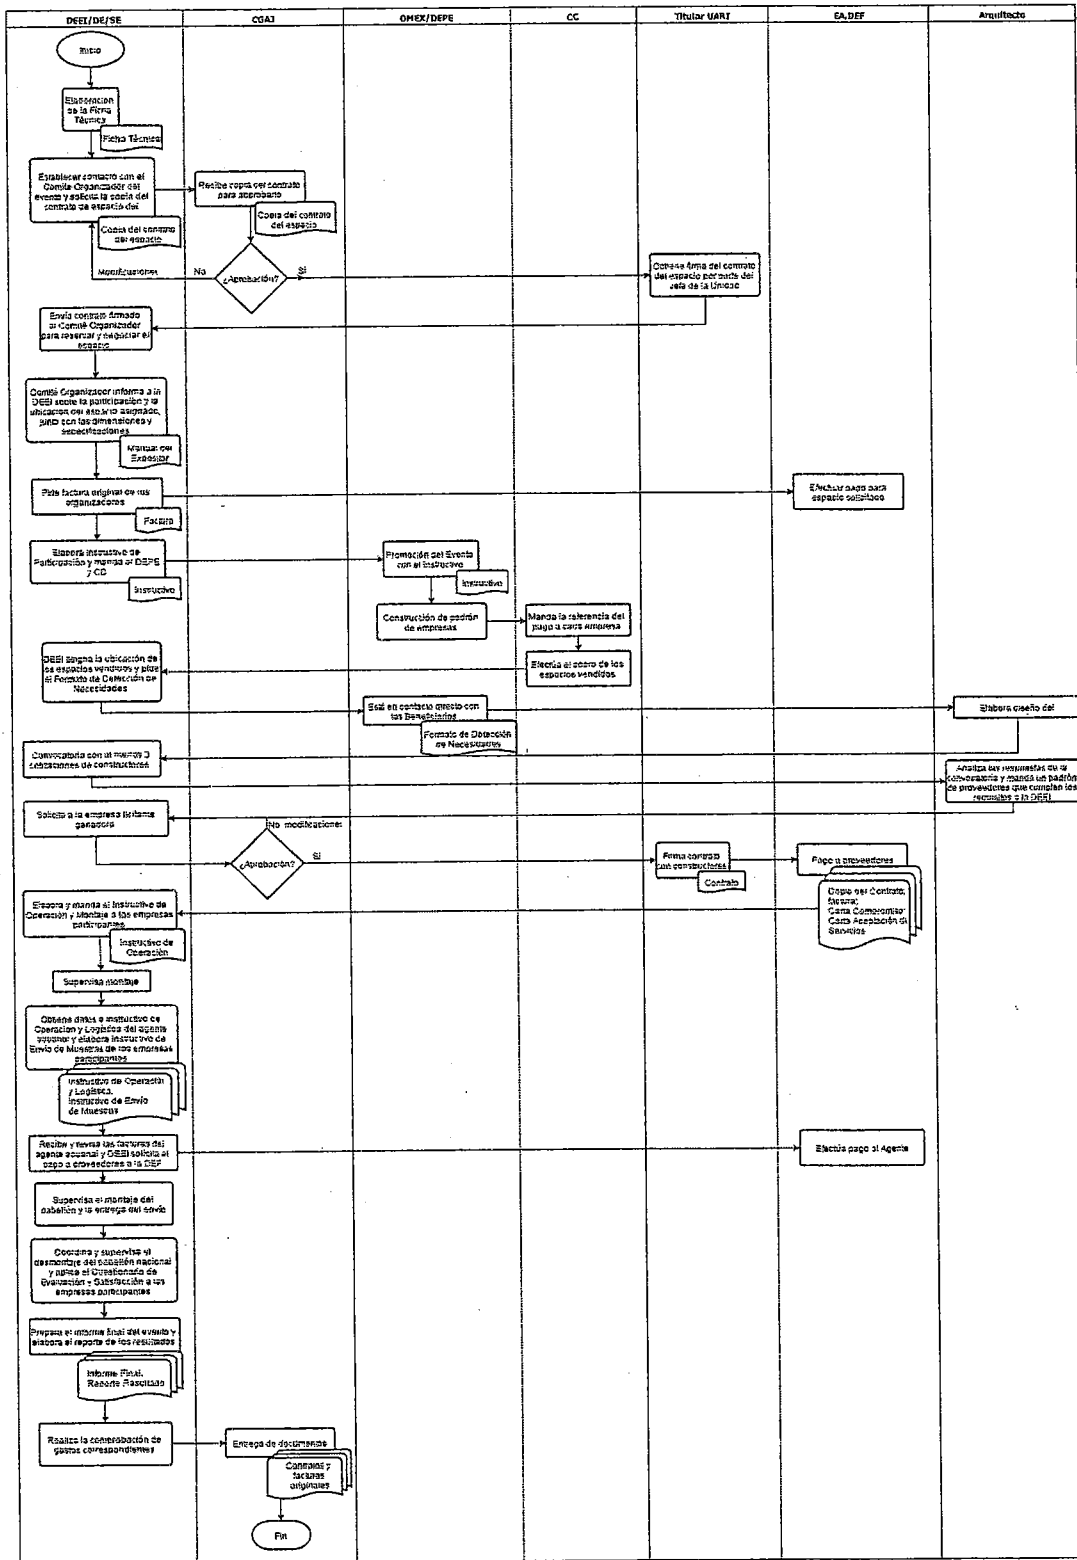 DEEI/DE/SE
CGAJ
OMEX/DEPE
CC
Titular UARI
EA,DEF
Arquitecto
Inicio
Elaboracion
de la Ficha
Técnica
Ficha Técnica
Establecer contacto con el
Comité Organizador del
evento y solicita la copia del
contrato de espacio del
Copia del contrato
del espacio
Recibe copia del contrato
para aprobarlo
Copia del contrato
del espacio
Modificaciones
No
¿Aprobación?
Sí
Obtiene firma del contrato
del espacio por parte del
Jefe de la Unidad
Envía contrato firmado
al Comité Organizador
para reservar y negociar el
espacio
Comité Organizador informa a la
DEEI sobre la participación y la
ubicación del espacio asignado,
junto con las dimensiones y
especificaciones
Manual del
Expositor
Pide factura original de los
organizadores
Factura
Efectuar pago para
espacio solicitado
Elabora Instructivo de
Participación y manda al DEPE
y CC
Instructivo
Promoción del Evento
con el Instructivo
Instructivo
Construcción de padrón
de empresas
Manda la referencia del
pago a cada empresa
DEEI asigna la ubicación de
os espacios vendidos y pide
el Formato de Detección de
Necesidades
Efectúa el cobro de los
espacios vendidos
Está en contacto directo con
los Beneficiarios
Formato de Detección
de Necesidades
Elabora diseño del
Convocatoria con al menos 3
cotizaciones de constructores
Analiza las respuestas de la
convocatoria y manda un padrón
de proveedores que cumplen los
requisitos a la DEEI
Solicita a la empresa licitante
ganadora
No modificaciones
¿Aprobación?
Sí
Firma contrato
con constructores
Contrato
Pago a proveedores
Copia del Contrato;
factura;
Carta Compromiso;
Carta Aceptación de
Servicios
Elabora y manda el Instructivo de
Operación y Montaje a las empresas
participantes
Instructivo de
Operación
Supervisa montaje
Obtiene datos e Instructivo de
Operación y Logística del agente
aduanal y elabora Instructivo de
Envío de Muestras de las empresas
participantes
Instructivo de Operación
y Logística.
Instructivo de Envío
de Muestras
Recibe y revisa las facturas del
agente aduanal y DEEI solicita el
pago a proveedores a la DEF
Efectúa pago al Agente
Supervisa el montaje del
pabellón y la entrega del envío
Coordina y supervisa el
desmontaje del pabellón nacional
y aplica el Cuestionario de
Evaluación y Satisfacción a las
empresas participantes
Prepara el informe final del evento y
elabora el reporte de los resultados
Informe Final.
Reporte Resultado
Realiza la comprobación de
gastos correspondientes
Entrega de documentos
Contratos y
facturas
originales
Fin